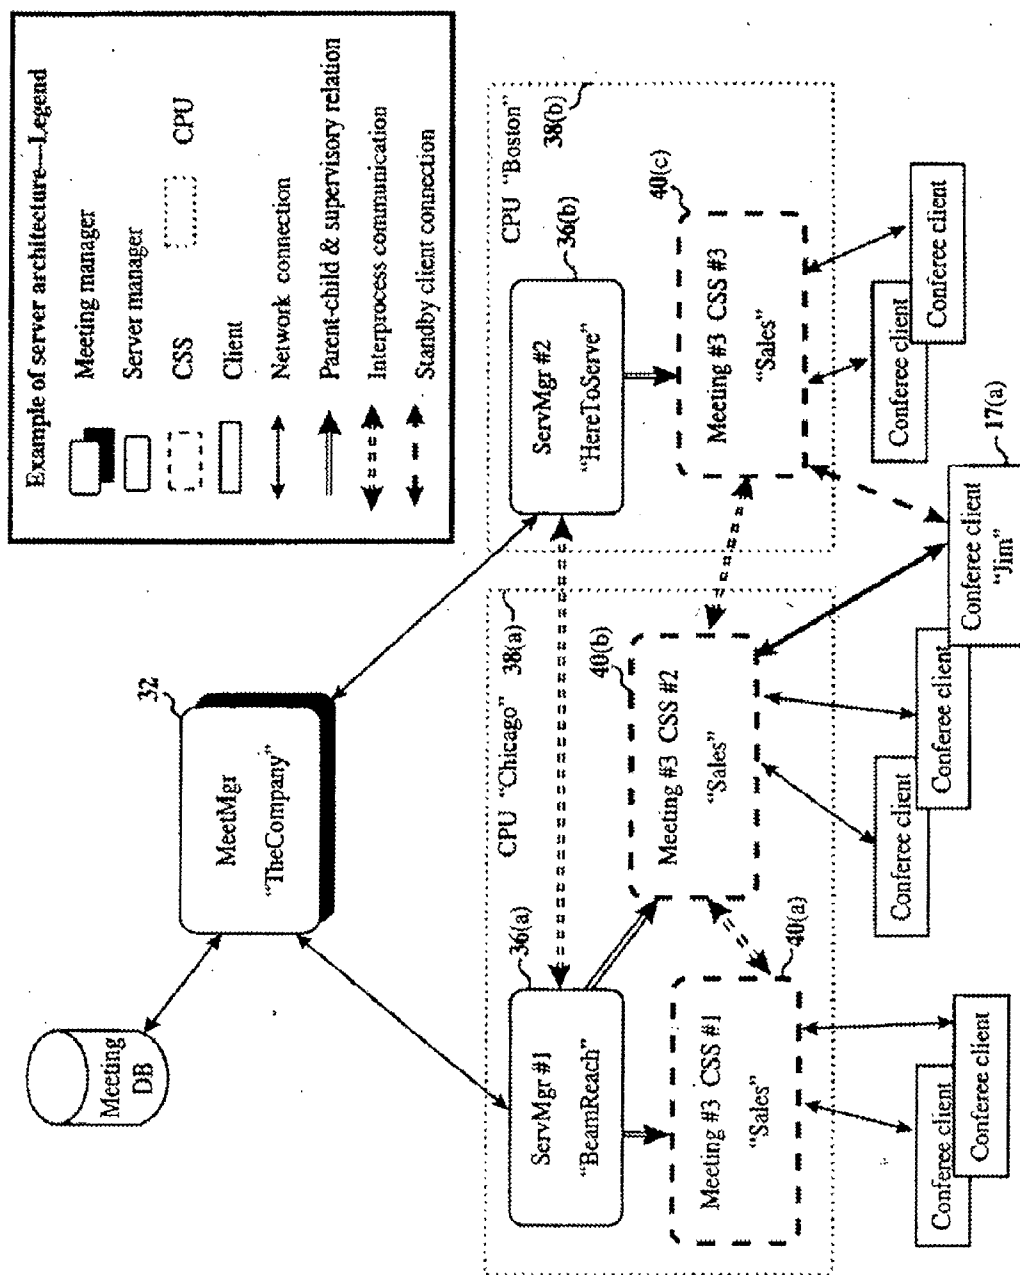 Example of server architecture—Legend
Meeting manager
Server manager
CSS
CPU
Client
Network connection
Parent-child & supervisory relation
Interprocess communication
Standby client connection
Meeting
DB
32
MeetMgr
“TheCompany”
CPU “Chicago”
38(a)
36(a)
ServMgr #1
“BeamReach”
40(b)
Meeting #3 CSS #2
“Sales”
40(a)
Meeting #3 CSS #1
“Sales”
CPU “Boston”
38(b)
36(b)
ServMgr #2
“HereToServe”
40(c)
Meeting #3 CSS #3
“Sales”
Conferee client
Conferee client
Conferee client
Conferee client
17(a)
Conferee client
“Jim”
Conferee client
Conferee client